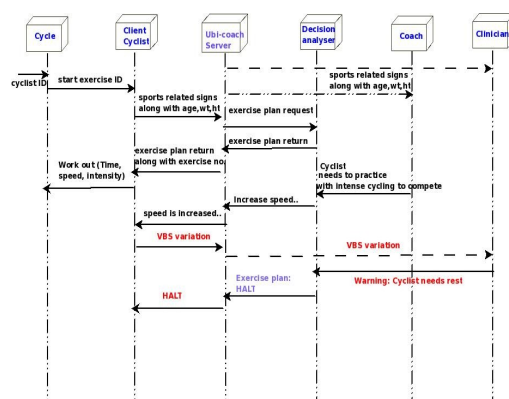 Cycle
Client
Cyclist
Ubi-coach
Server
Decision
analyser
Coach
Clinician
cyclist ID
start exercise ID
sports related signs
along with age,wt,ht
sports related signs
along with age,wt,ht
exercise plan request
exercise plan return
exercise plan return
along with exercise no.
Work out (Time,
speed, intensity)
Cyclist
needs to practice
with intense cycling to compete
Increase speed..
speed is increased..
VBS variation
VBS variation
Warning: Cyclist needs rest
Exercise plan:
HALT
HALT